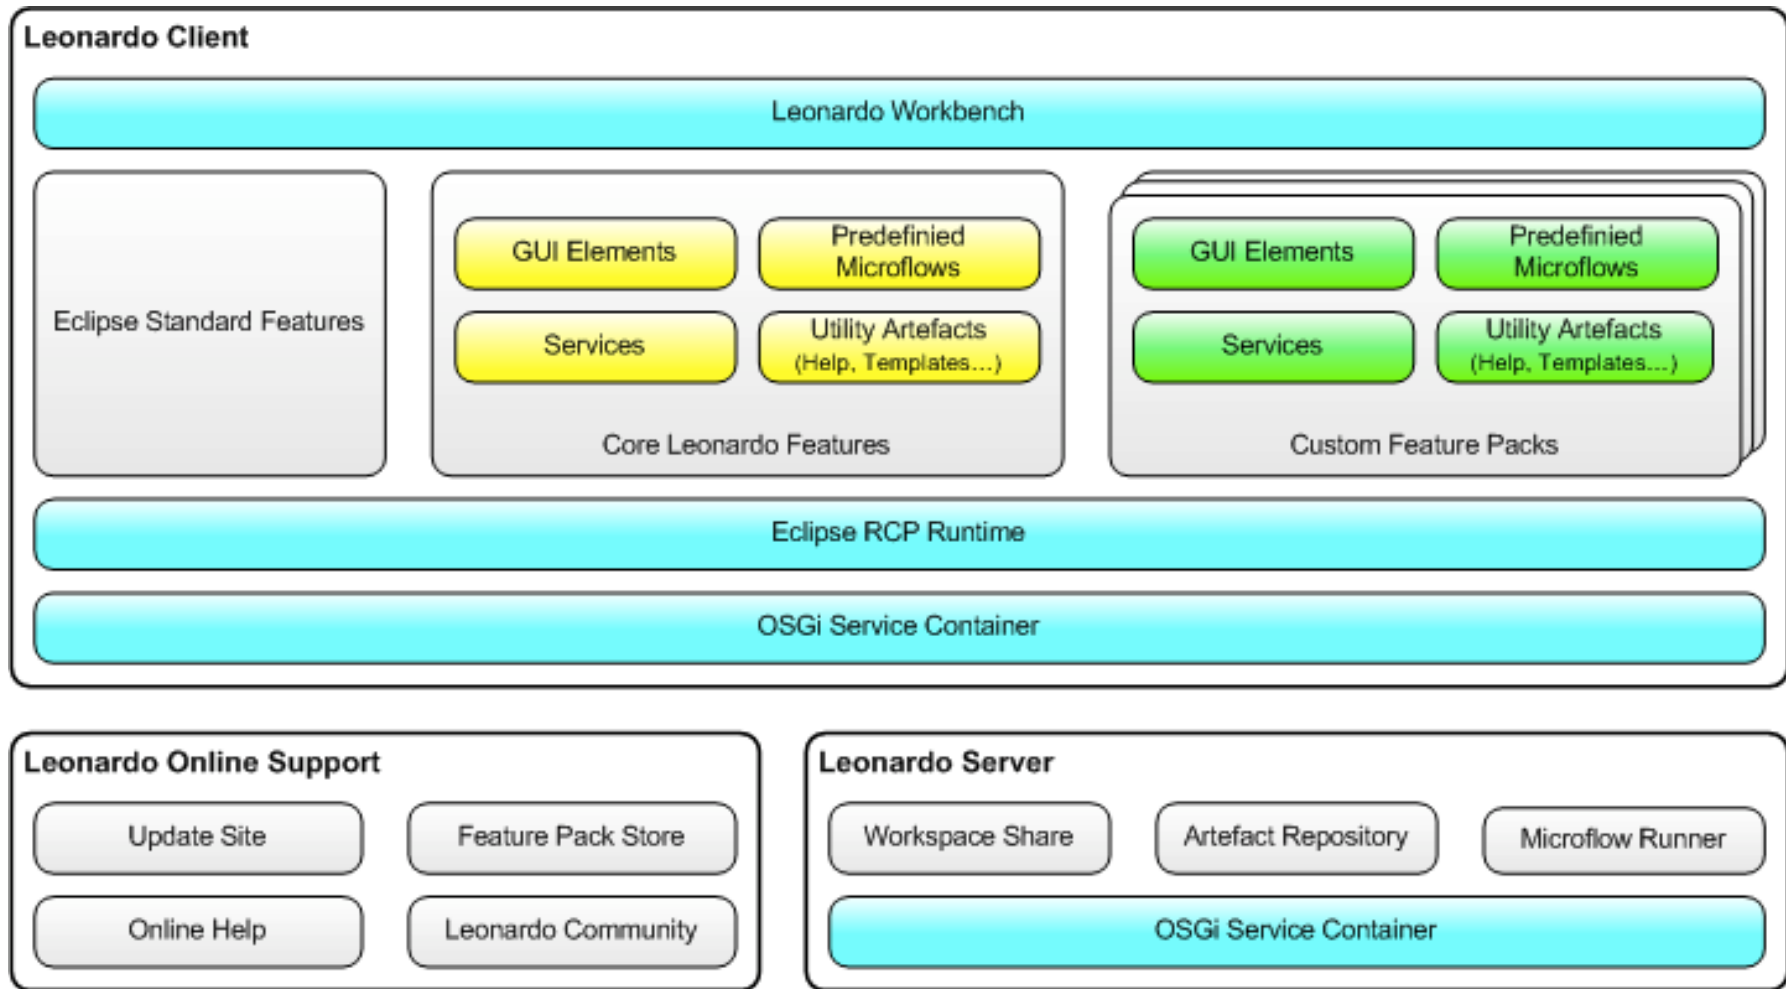 Leonardo Client
Leonardo Workbench
Eclipse Standard Features
GUI Elements
Predefinied
Microflows
Services
Utility Artefacts
(Help, Templates...)
Core Leonardo Features
GUI Elements
Predefinied
Microflows
Services
Utility Artefacts
(Help, Templates...)
Custom Feature Packs
Eclipse RCP Runtime
OSGi Service Container
Leonardo Online Support
Update Site
Feature Pack Store
Online Help
Leonardo Community
Leonardo Server
Workspace Share
Artefact Repository
Microflow Runner
OSGi Service Container